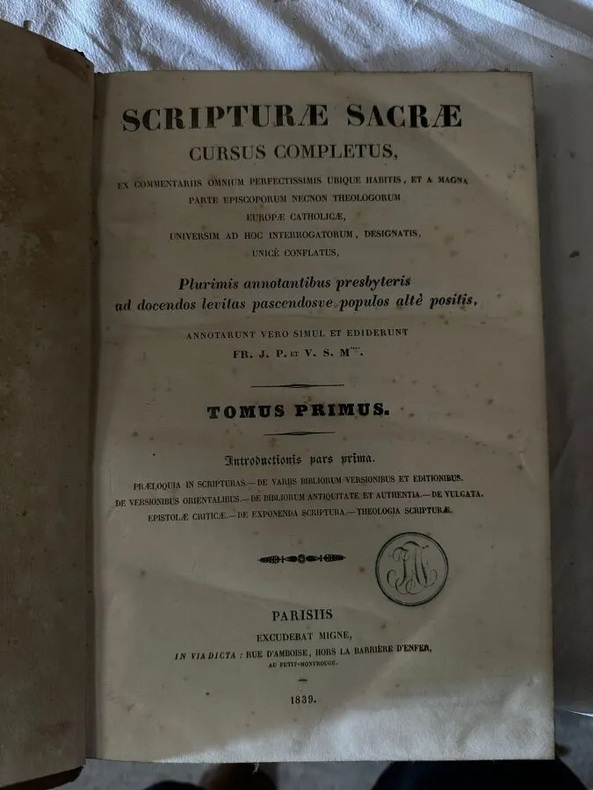 SCRIPTURÆ SACRÆ
CURSUS COMPLETUS,
EX COMMENTARIIS OMNIUM PERFECTISSIMIS UBIQUE HABITIS, ET A MAGNA
PARTE EPISCOPORUM NECNON THEOLOGORUM
EUROPÆ CATHOLICÆ,
UNIVERSIM AD HOC INTERROGATORUM, DESIGNATIS,
UNICÈ CONFLATUS,
Plurimis annotantibus presbyteris
ad docendos levitas pascendosve populos altè positis,
ANNOTARUNT VERO SIMUL ET EDIDERUNT
FR. J. P. ET V. S. M****.
TOMUS PRIMUS.
Introductionis pars prima.
PRÆLOQUIA IN SCRIPTURAS.—DE VARIIS BIBLIORUM VERSIONIBUS ET EDITIONIBUS.
DE VERSIONIBUS ORIENTALIBUS.—DE BIBLIORUM ANTIQUITATE ET AUTHENTIA.—DE VULGATA.
EPISTOLÆ CRITICÆ.—DE EXPONENDA SCRIPTURA.—THEOLOGIA SCRIPTURÆ.
PARISIIS
EXCUDEBAT MIGNE,
IN VIA DICTA : RUE D'AMBOISE, HORS LA BARRIÈRE D'ENFER,
AU PETIT-MONTROUGE.
1839.